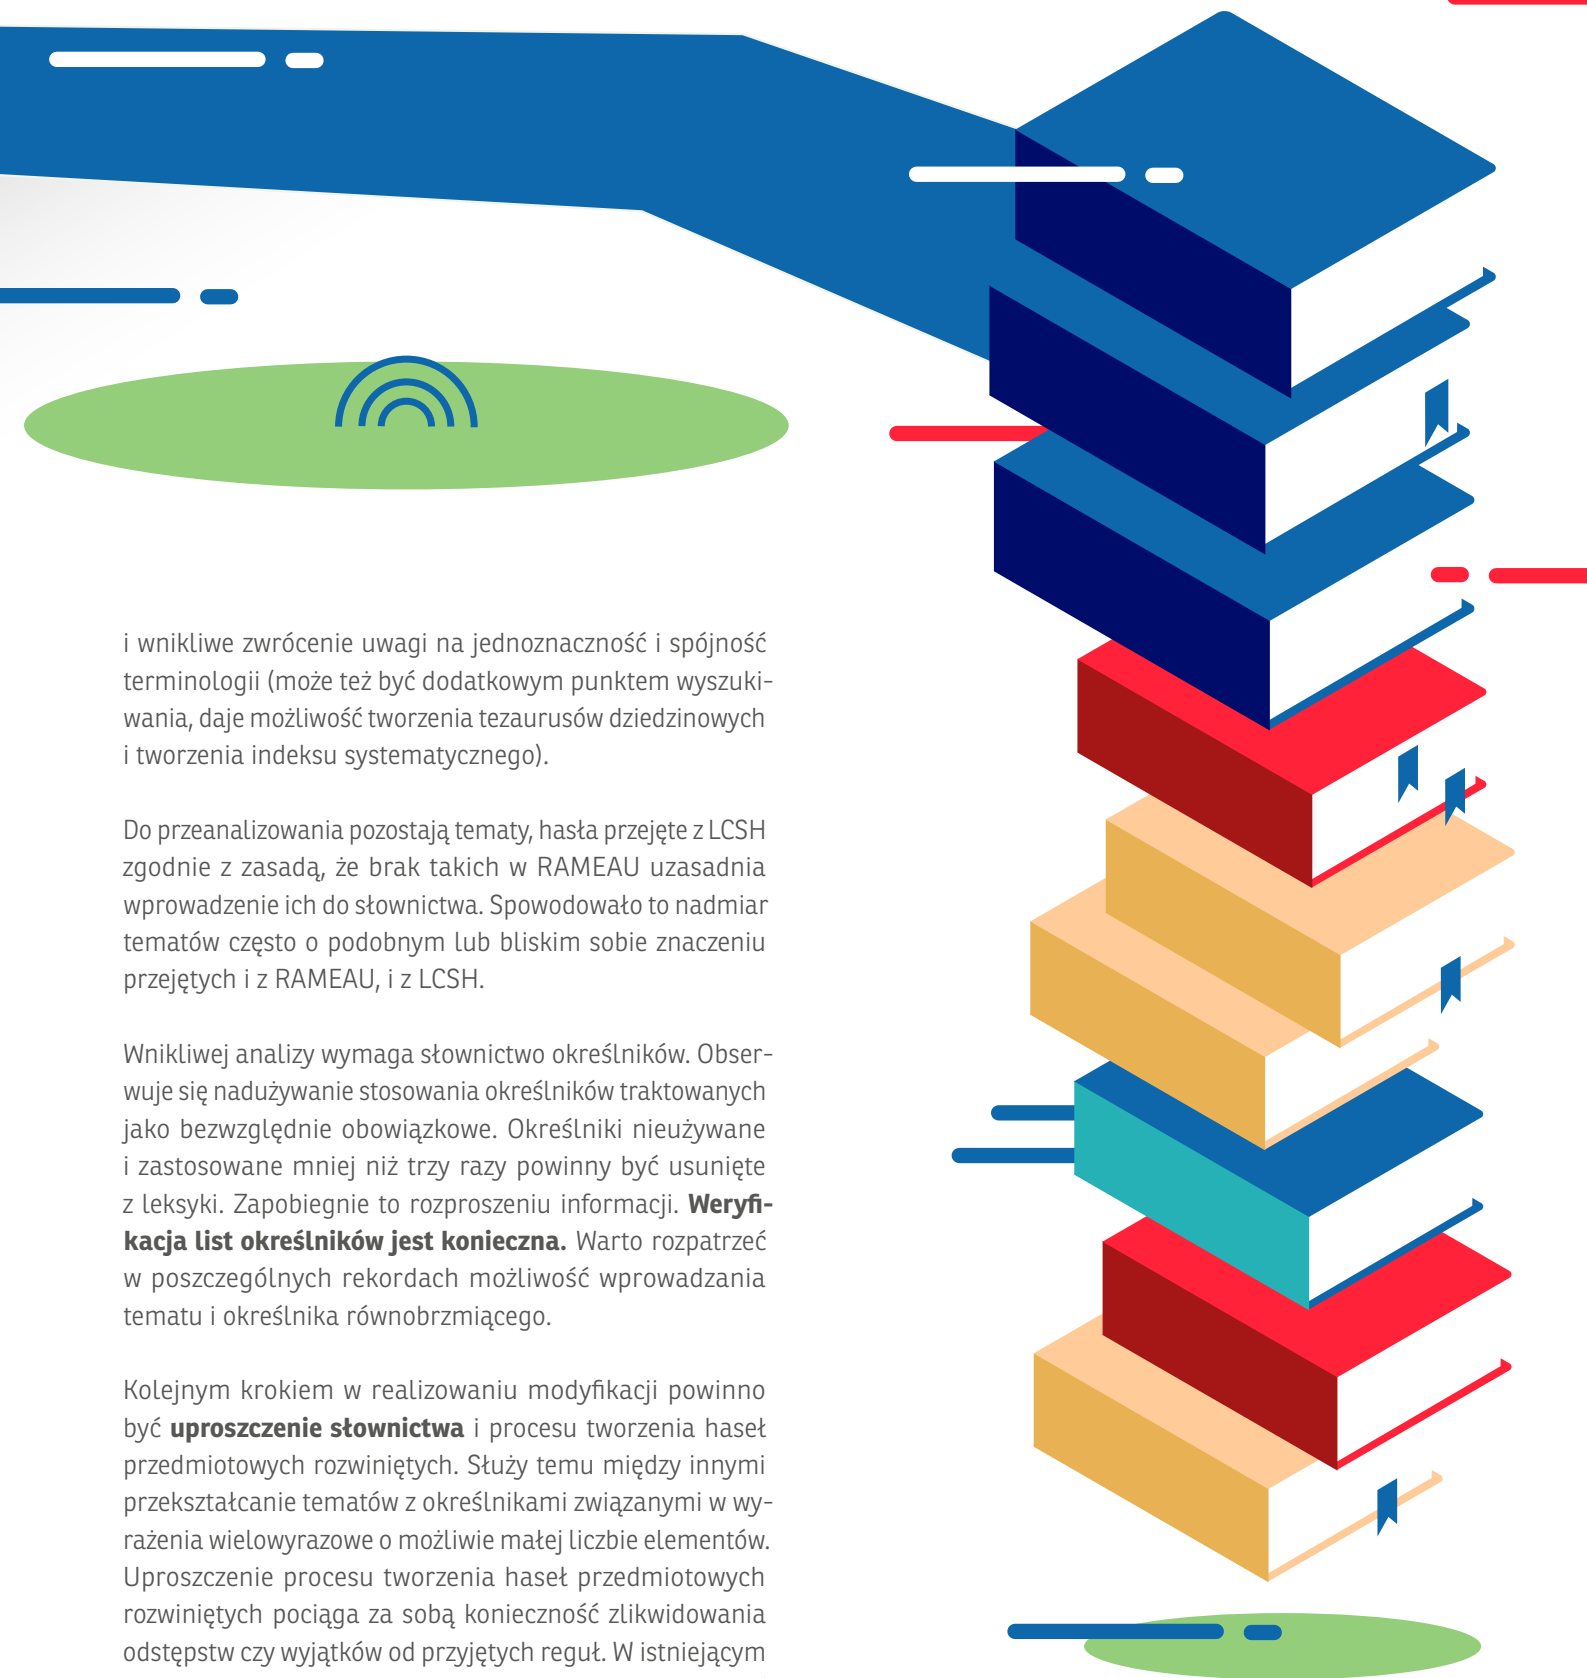 i wnikliwe zwrócenie uwagi na jednoznaczność i spójność
terminologii (może też być dodatkowym punktem wyszuki-
wania, daje możliwość tworzenia tezaurusów dziedzinowych
i tworzenia indeksu systematycznego).
Do przeanalizowania pozostają tematy, hasła przejęte z LCSH
zgodnie z zasadą, że brak takich w RAMEAU uzasadnia
wprowadzenie ich do słownictwa. Spowodowało to nadmiar
tematów często o podobnym lub bliskim sobie znaczeniu
przejętych i z RAMEAU, i z LCSH.
Wnikliwej analizy wymaga słownictwo określników. Obser-
wuje się nadużywanie stosowania określników traktowanych
jako bezwzględnie obowiązkowe. Określniki nieużywane
i zastosowane mniej niż trzy razy powinny być usunięte
z leksyki. Zapobiegnie to rozproszeniu informacji. Weryfi-
kacja list określników jest konieczna. Warto rozpatrzeć
w poszczególnych rekordach możliwość wprowadzania
tematu i określnika równobrzmiącego.
Kolejnym krokiem w realizowaniu modyfikacji powinno
być uproszczenie słownictwa i procesu tworzenia haseł
przedmiotowych rozwiniętych. Służy temu między innymi
przekształcanie tematów z określnikami związanymi w wy-
rażenia wielowyrazowe o możliwie małej liczbie elementów.
Uproszczenie procesu tworzenia haseł przedmiotowych
rozwiniętych pociąga za sobą konieczność zlikwidowania
odstępstw czy wyjątków od przyjętych reguł. W istniejącym